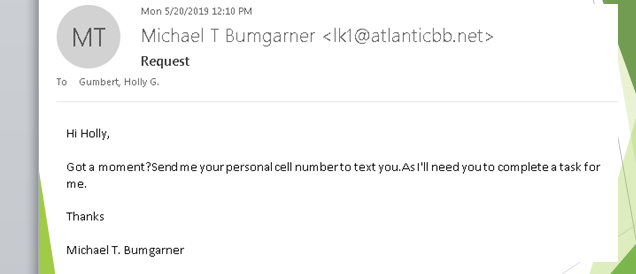 Mon 5/20/2019 12:10 PM
MT
Michael T Bumgarner <lk1@atlanticbb.net>
Request
To Gumbert, Holly G.
Hi Holly,
Got a moment?Send me your personal cell number to text you.As I'll need you to complete a task for
me.
Thanks
Michael T. Bumgarner